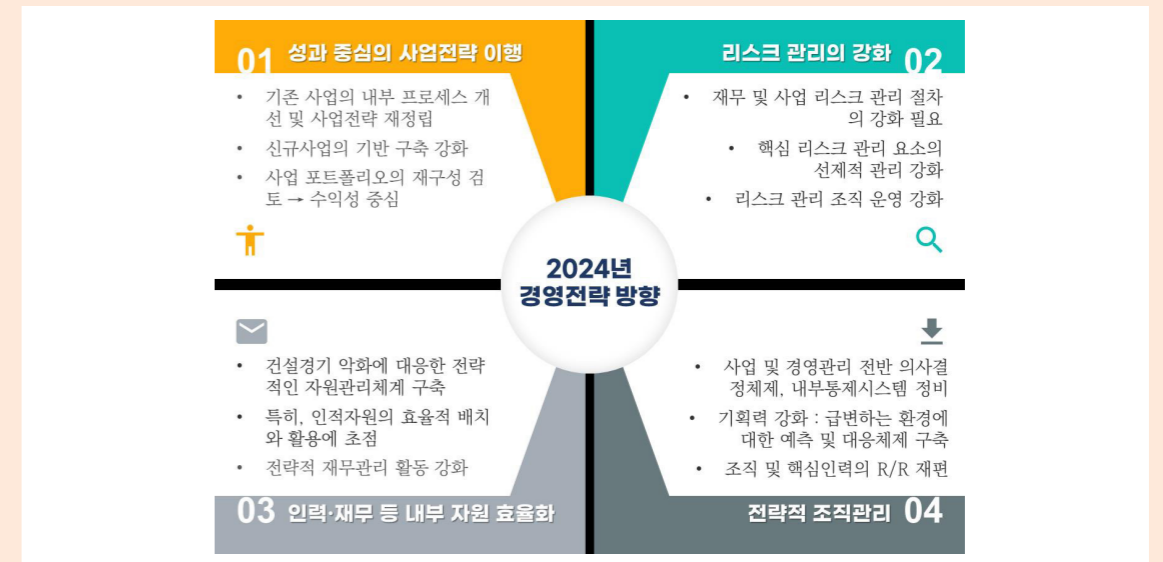 01 성과 중심의 사업전략 이행
• 기존 사업의 내부 프로세스 개
선 및 사업전략 재정립
• 신규사업의 기반 구축 강화
• 사업 포트폴리오의 재구성 검
토 → 수익성 중심
리스크 관리의 강화 02
• 재무 및 사업 리스크 관리 절차
의 강화 필요
• 핵심 리스크 관리 요소의
선제적 관리 강화
• 리스크 관리 조직 운영 강화
2024년
경영전략 방향
• 건설경기 악화에 대응한 전략
적인 자원관리체계 구축
• 특히, 인적자원의 효율적 배치
와 활용에 초점
• 전략적 재무관리 활동 강화
03 인력·재무 등 내부 자원 효율화
• 사업 및 경영관리 전반 의사결
정체제, 내부통제시스템 정비
• 기획력 강화 : 급변하는 환경에
대한 예측 및 대응체제 구축
• 조직 및 핵심인력의 R/R 재편
전략적 조직관리 04